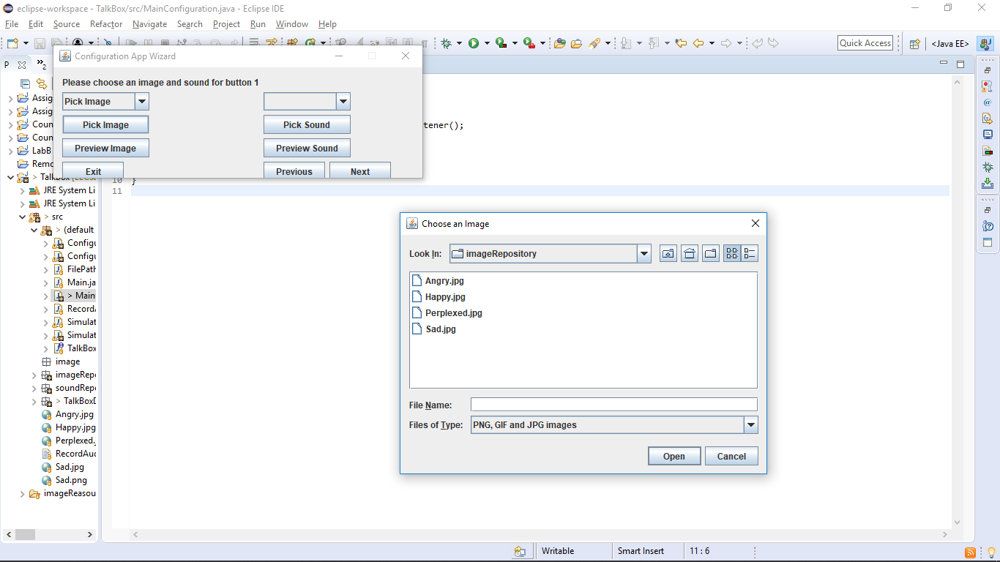 eclipse-workspace - TalkBox/src/MainConfiguration.java - Eclipse IDE
File Edit Source Refactor Navigate Search Project Run Window Help
Quick Access
<Java EE>
P
2
Configuration App Wizard
Please choose an image and sound for button 1
Pick Image
Pick Image Pick Sound
Preview Image Preview Sound
Exit Previous Next
tener();
10 }
11
Assig
Assig
Coun
Coun
LabB
Remo
JRE System Li
JRE System Li
> src
> (default
Configu
Configu
FilePath
Main.ja
> Main
RecordA
Simulat
Simulat
TalkBox
image
imageRep
soundRepo
> TalkBoxD
Angry.jpg
Happy.jpg
Perplexed.
RecordAud
Sad.jpg
Sad.png
imageReasou
Choose an Image
Look In: imageRepository
Angry.jpg
Happy.jpg
Perplexed.jpg
Sad.jpg
File Name:
Files of Type: PNG, GIF and JPG images
Open Cancel
Writable Smart Insert 11 : 6